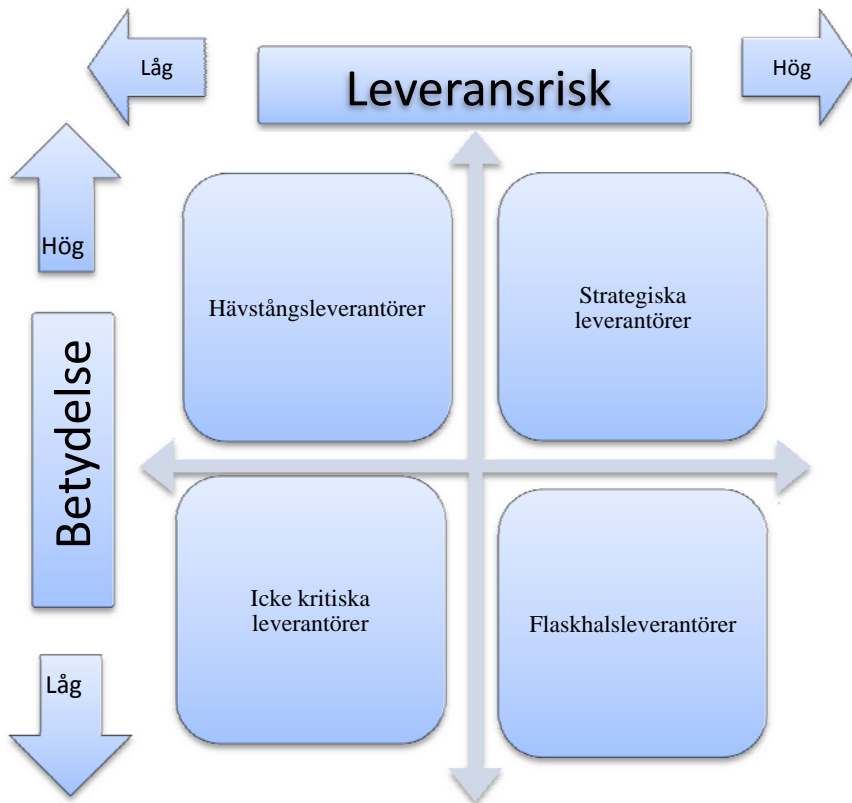 Låg
Leveransrisk
Hög
Hög
Hävstångsleverantörer
Strategiska
leverantörer
Betydelse
Icke kritiska
leverantörer
Flaskhalsleverantörer
Låg